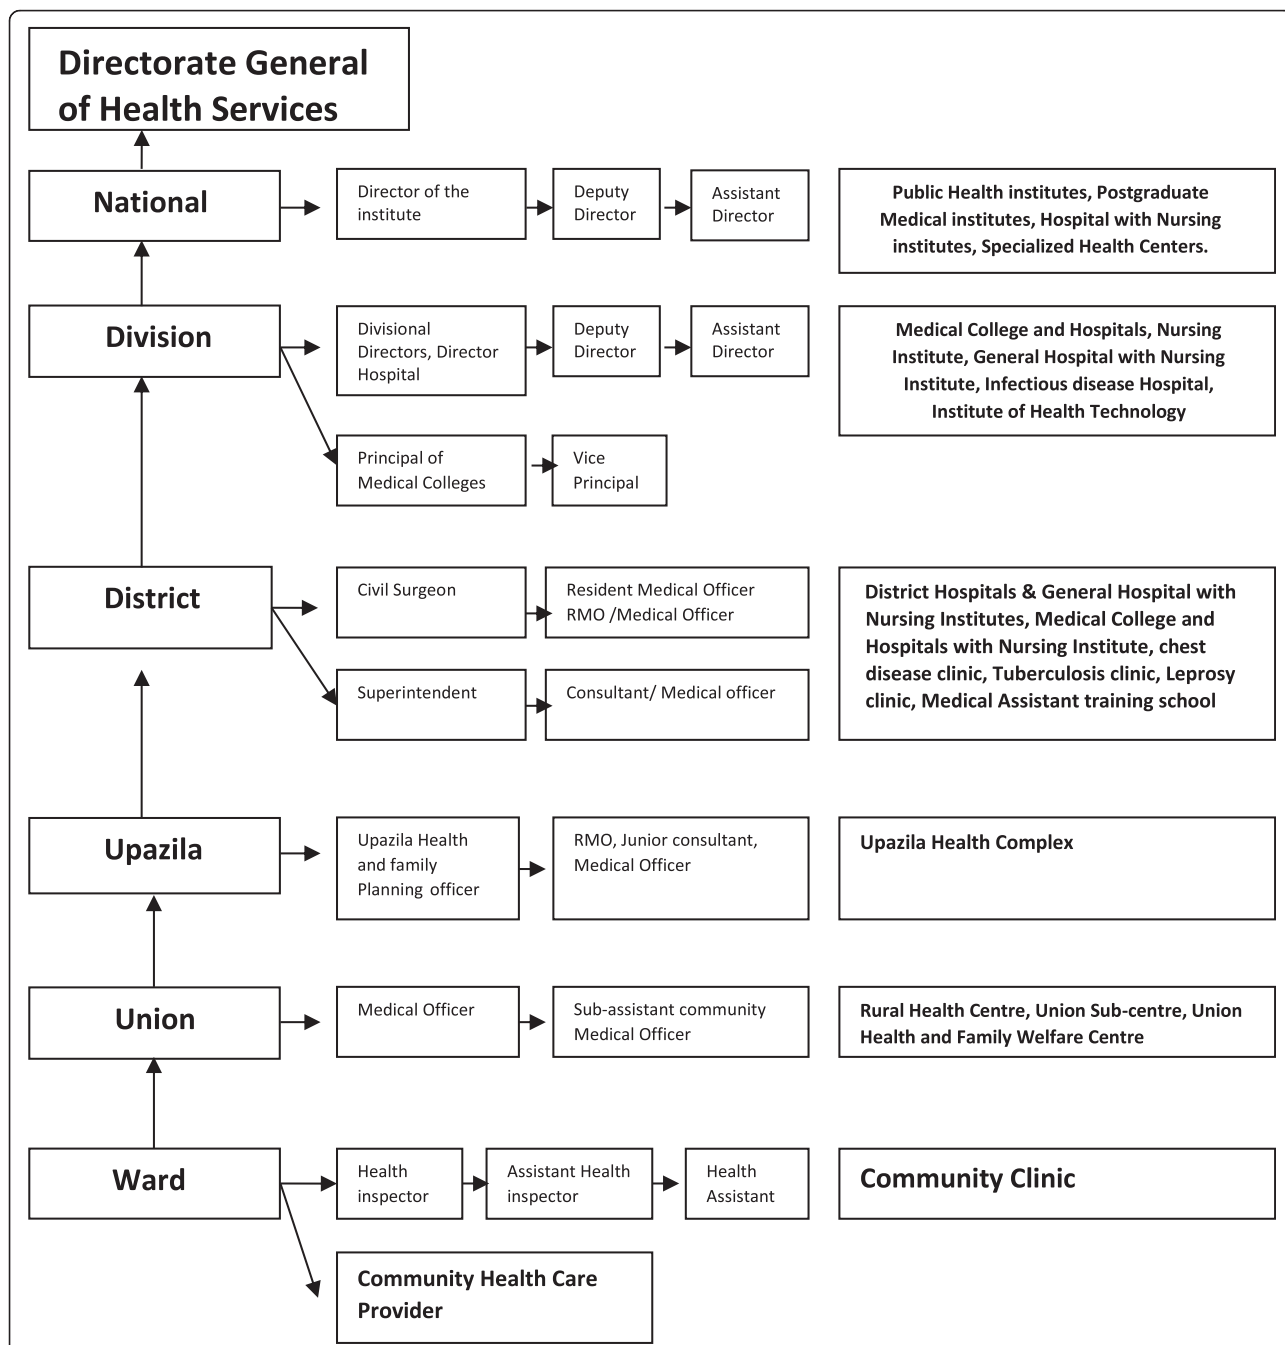 Directorate General
of Health Services
National
Director of the
institute
Deputy
Director
Assistant
Director
Public Health institutes, Postgraduate
Medical institutes, Hospital with Nursing
institutes, Specialized Health Centers.
Division
Divisional
Directors, Director
Hospital
Deputy
Director
Assistant
Director
Medical College and Hospitals, Nursing
Institute, General Hospital with Nursing
Institute, Infectious disease Hospital,
Institute of Health Technology
Principal of
Medical Colleges
Vice
Principal
District
Civil Surgeon
Resident Medical Officer
RMO /Medical Officer
District Hospitals & General Hospital with
Nursing Institutes, Medical College and
Hospitals with Nursing Institute, chest
disease clinic, Tuberculosis clinic, Leprosy
clinic, Medical Assistant training school
Superintendent
Consultant/ Medical officer
Upazila
Upazila Health
and family
Planning officer
RMO, Junior consultant,
Medical Officer
Upazila Health Complex
Union
Medical Officer
Sub-assistant community
Medical Officer
Rural Health Centre, Union Sub-centre, Union
Health and Family Welfare Centre
Ward
Health
inspector
Assistant Health
inspector
Health
Assistant
Community Clinic
Community Health Care
Provider